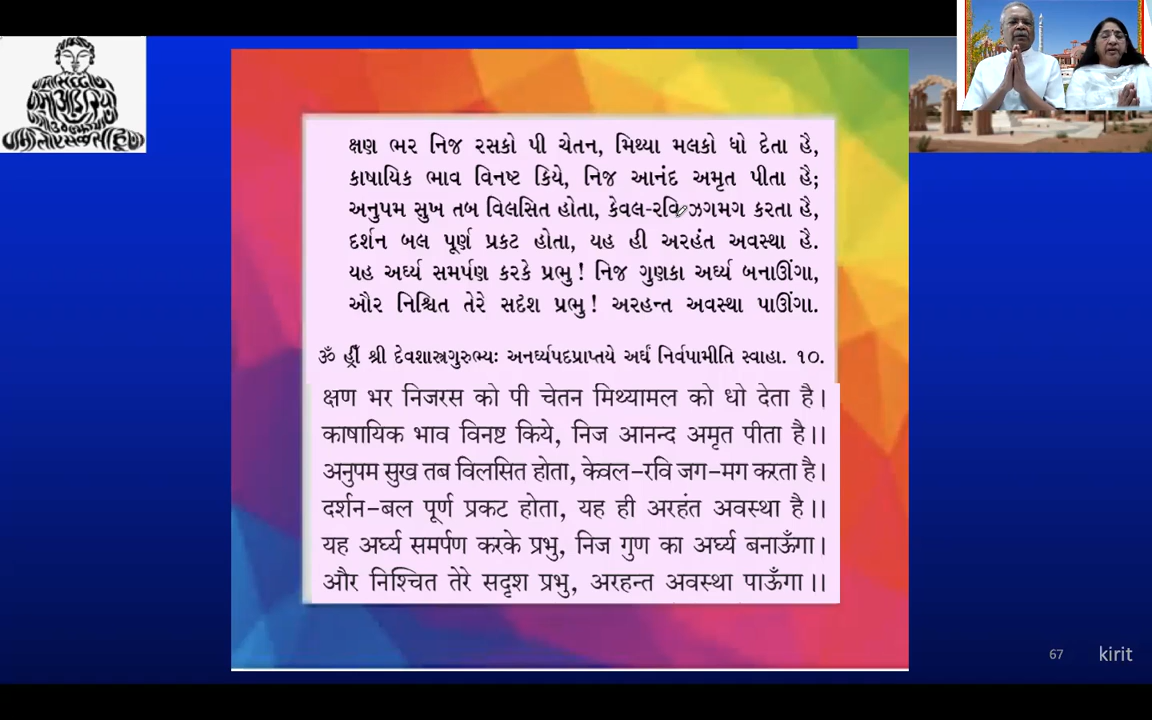 ક્ષણ ભર નિજ રસકો પી ચેતન, મિથ્યા મલકો ધો દેતા હૈ,
કાષાયિક ભાવ વિનષ્ટ કિયે, નિજ આનંદ અમૃત પીતા હૈ;
અનુપમ સુખ તબ વિલસિત હોતા, કેવલ-રવિ ઝગમગ કરતા હૈ,
દર્શન બલ પૂર્ણ પ્રકટ હોતા, યહ હી અરહંત અવસ્થા હૈ.
યહ અર્ઘ્ય સમર્પણ કરકે પ્રભુ ! નિજ ગુણકા અર્ઘ્ય બનાઊંગા,
ઔર નિશ્ચિત તેરે સદૃશ પ્રભુ ! અરહન્ત અવસ્થા પાઊંગા.
ૐ હ્રીઁ શ્રી દેવશાસ્ત્રગુરુભ્યઃ અનર્ઘ્યપદપ્રાપ્તયે અર્ઘં નિર્વપામીતિ સ્વાહા. ૧૦.
क्षण भर निजरस को पी चेतन मिथ्यामल को धो देता है।
काषायिक भाव विनष्ट किये, निज आनन्द अमृत पीता है।।
अनुपम सुख तब विलसित होता, केवल-रवि जग-मग करता है।
दर्शन-बल पूर्ण प्रकट होता, यह ही अरहंत अवस्था है।।
यह अर्घ्य समर्पण करके प्रभु, निज गुण का अर्घ्य बनाऊँगा।
और निश्चित तेरे सदृश प्रभु, अरहन्त अवस्था पाऊँगा।।
67
kirit